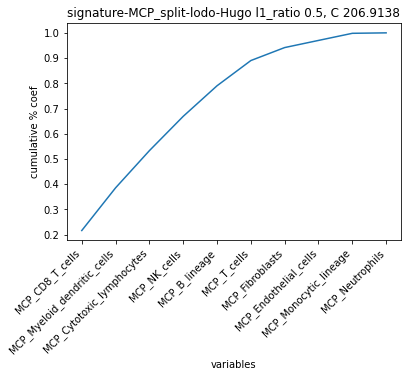 signature-MCP_split-lodo-Hugo l1_ratio 0.5, C 206.9138
1.0
0.9
0.8
0.7
0.6
0.5
0.4
0.3
0.2
cumulative % coef
MCP_CD8_T_cells
MCP_Myeloid_dendritic_cells
MCP_Cytotoxic_lymphocytes
MCP_NK_cells
MCP_B_lineage
MCP_T_cells
MCP_Fibroblasts
MCP_Endothelial_cells
MCP_Monocytic_lineage
MCP_Neutrophils
variables